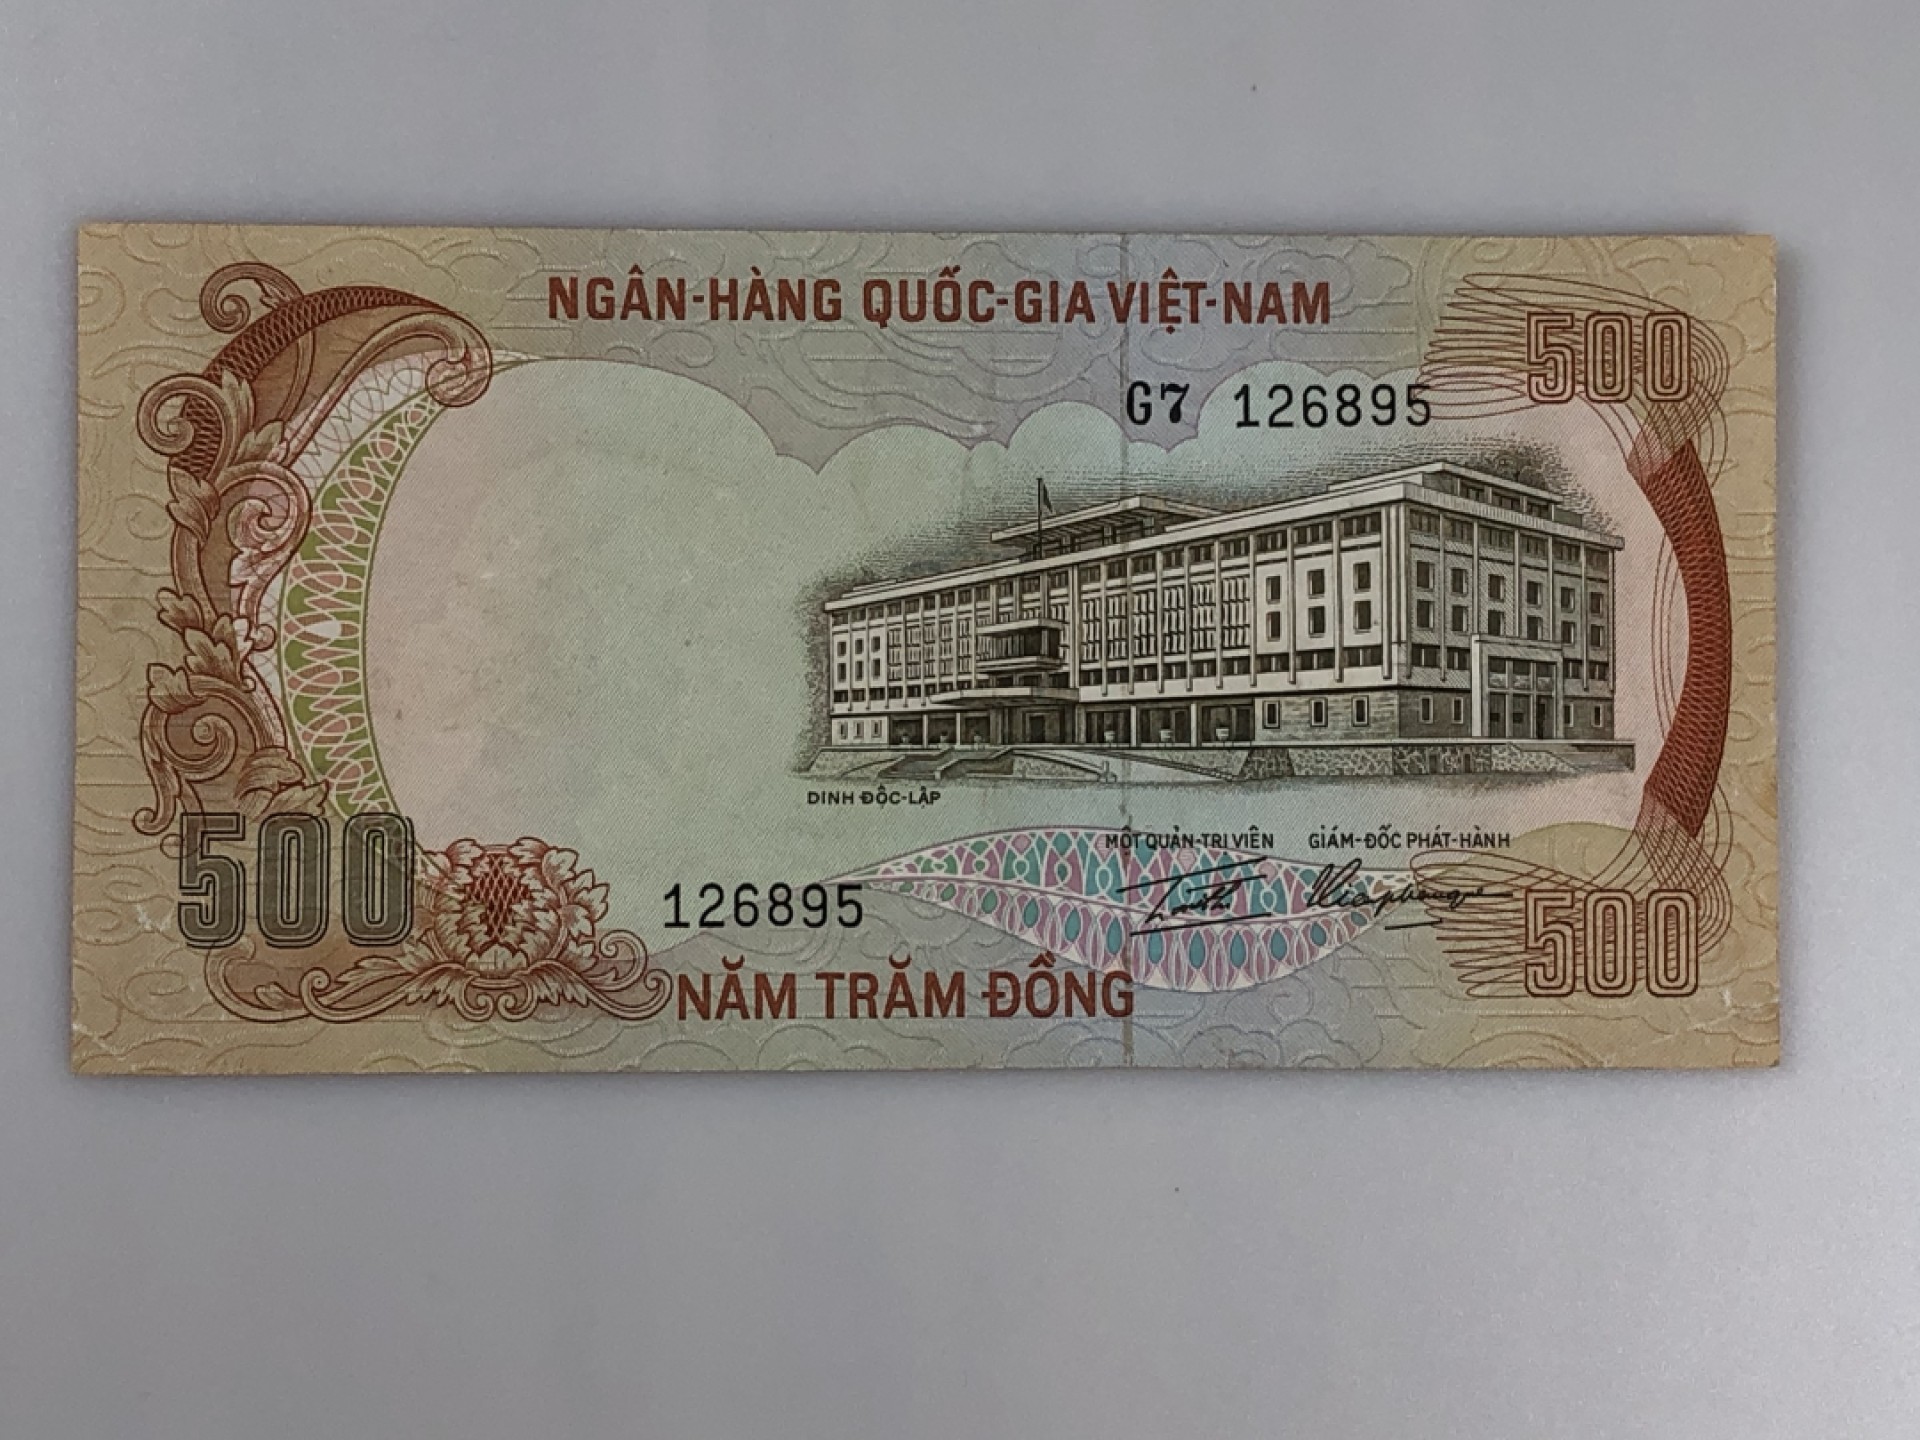 NGÂN-HÀNG QUỐC-GIA VIỆT-NAM
500
G7 126895
DINH ĐỘC-LẬP
MỘT QUẢN-TRỊ VIÊN GIÁM-ĐỐC PHÁT-HÀNH
500
126895
500
NĂM TRĂM ĐỒNG